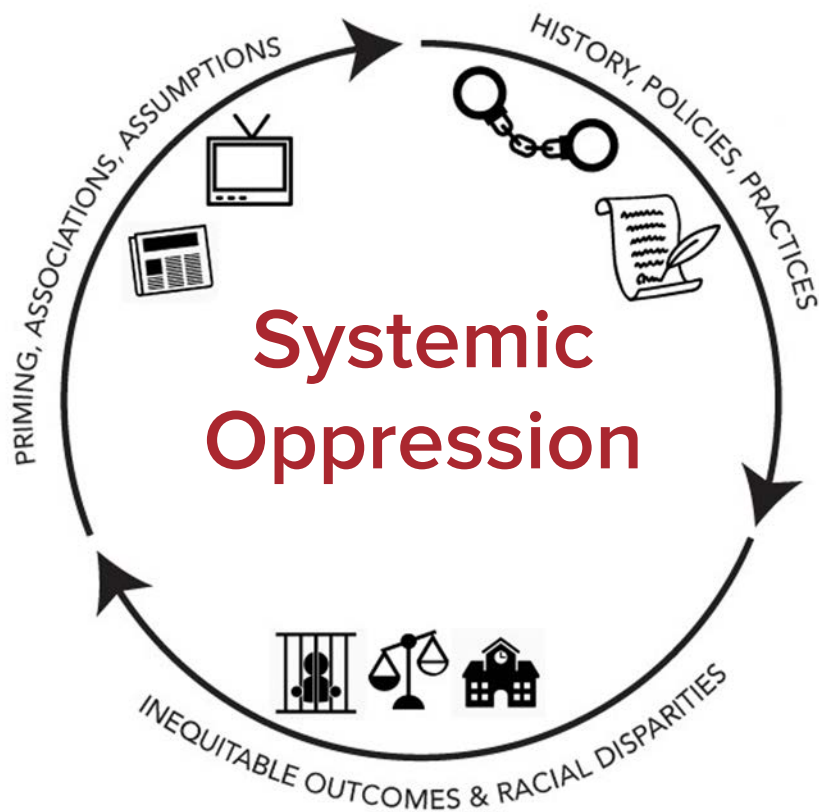 PRIMING, ASSOCIATIONS, ASSUMPTIONS
HISTORY, POLICIES, PRACTICES
Systemic
Oppression
INEQUITABLE OUTCOMES & RACIAL DISPARITIES